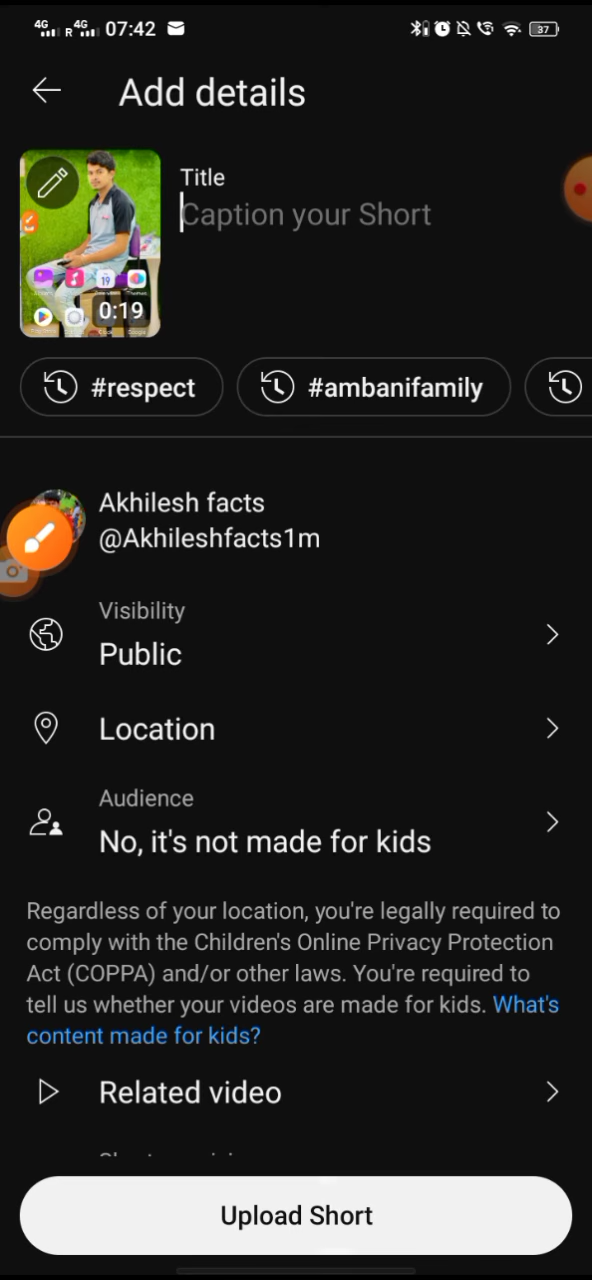 4G R 4G 07:42 37
Add details
Title
Caption your Short
19
0:19
#respect #ambanifamily
Akhilesh facts
@Akhileshfacts1m
Visibility
Public
Location
Audience
No, it's not made for kids
Regardless of your location, you're legally required to
comply with the Children's Online Privacy Protection
Act (COPPA) and/or other laws. You're required to
tell us whether your videos are made for kids. What's
content made for kids?
Related video
Upload Short